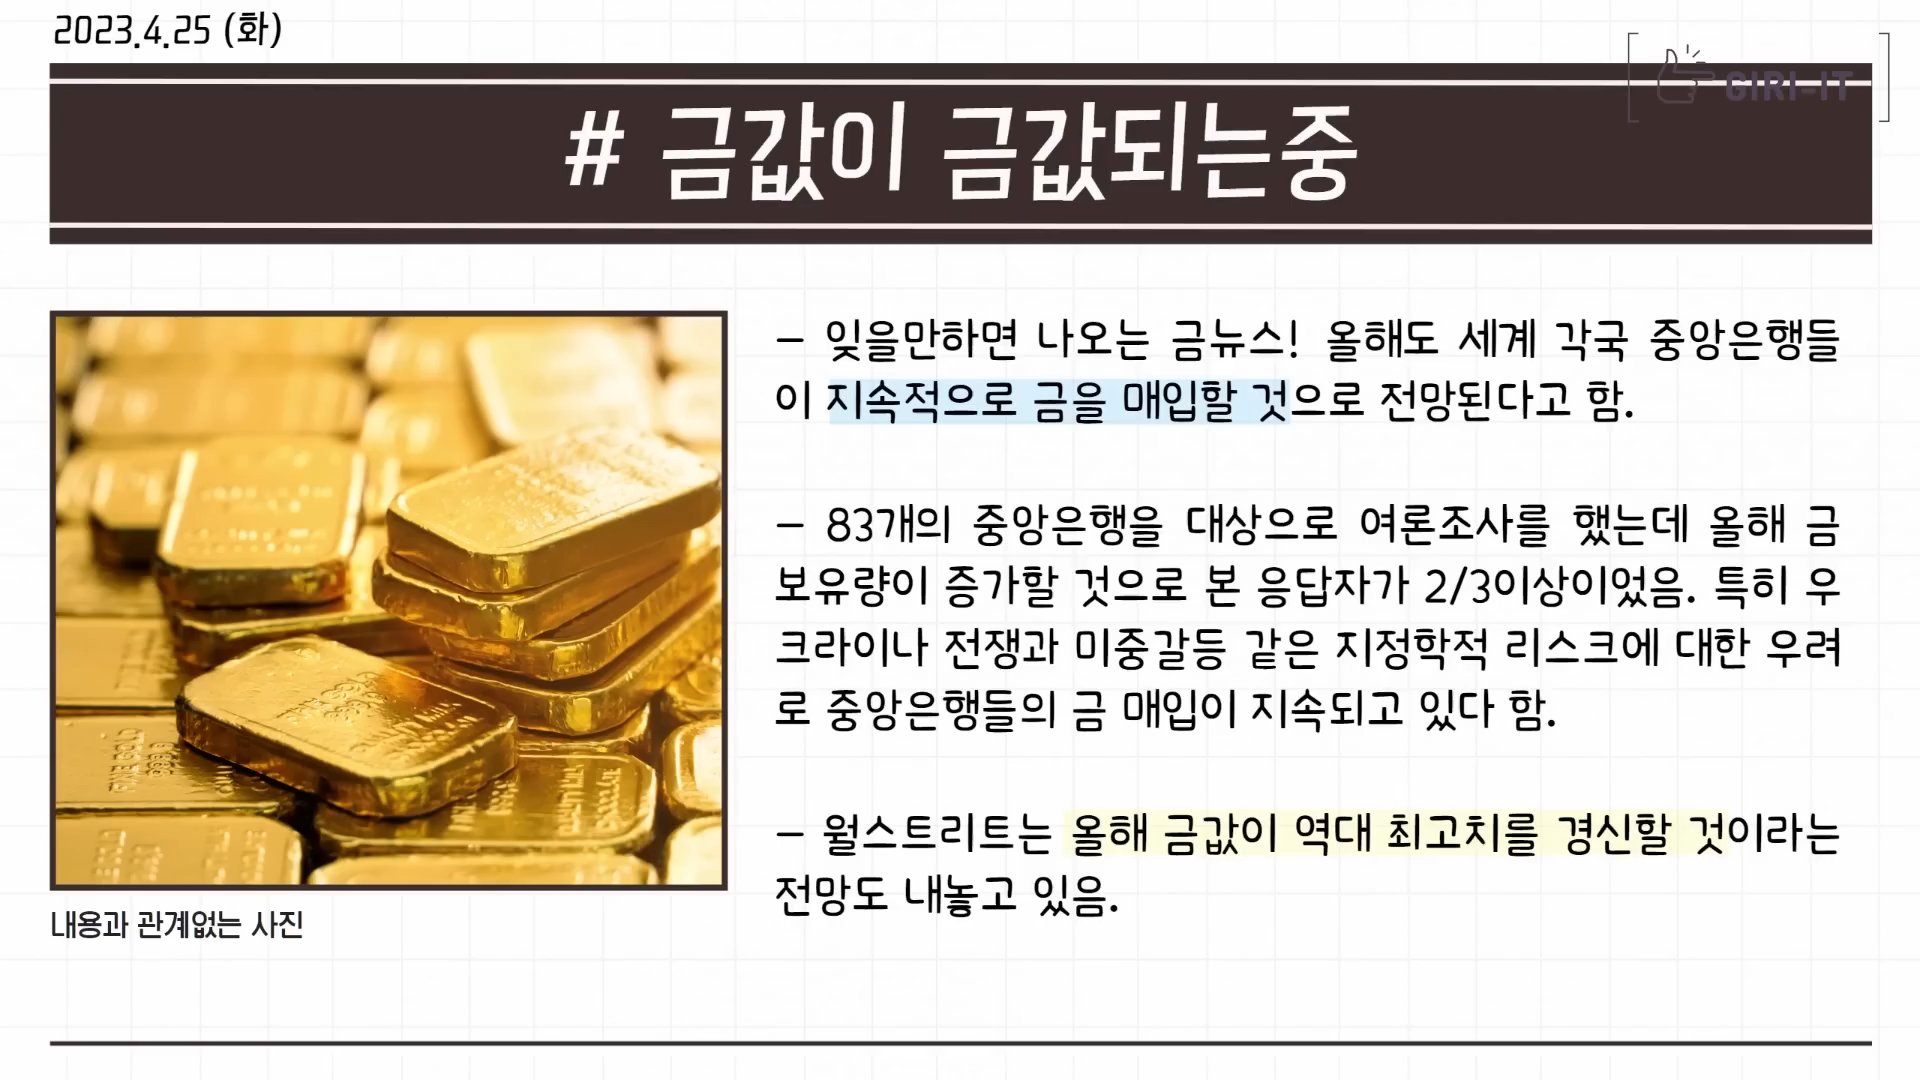 2023.4.25 (화)
GIRI-IT
# 금값이 금값되는중
- 잊을만하면 나오는 금뉴스! 올해도 세계 각국 중앙은행들
이 지속적으로 금을 매입할 것으로 전망된다고 함.
- 83개의 중앙은행을 대상으로 여론조사를 했는데 올해 금
보유량이 증가할 것으로 본 응답자가 2/3이상이었음. 특히 우
크라이나 전쟁과 미중갈등 같은 지정학적 리스크에 대한 우려
로 중앙은행들의 금 매입이 지속되고 있다 함.
- 월스트리트는 올해 금값이 역대 최고치를 경신할 것이라는
전망도 내놓고 있음.
FINE GOLD
내용과 관계없는 사진